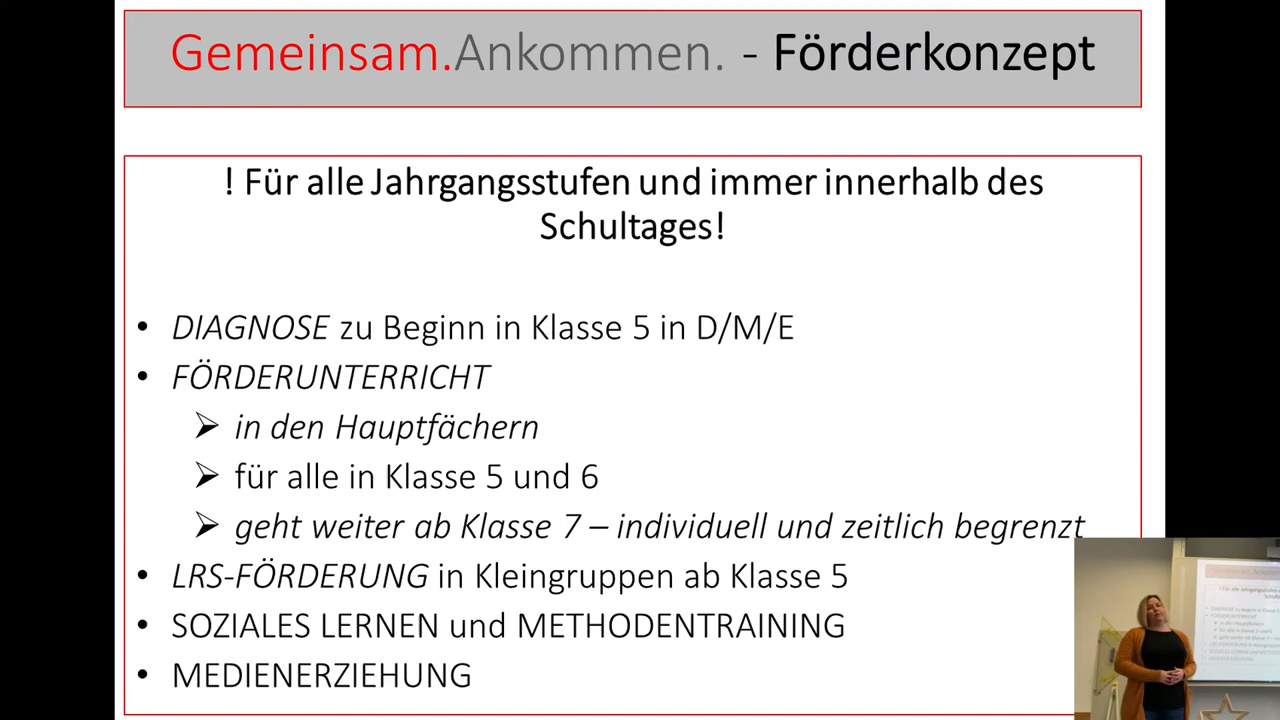 Gemeinsam.Ankommen. - Förderkonzept
! Für alle Jahrgangsstufen und immer innerhalb des
Schultages!
• DIAGNOSE zu Beginn in Klasse 5 in D/M/E
• FÖRDERUNTERRICHT
➢ in den Hauptfächern
➢ für alle in Klasse 5 und 6
➢ geht weiter ab Klasse 7 – individuell und zeitlich begrenzt
• LRS-FÖRDERUNG in Kleingruppen ab Klasse 5
• SOZIALES LERNEN und METHODENTRAINING
• MEDIENERZIEHUNG